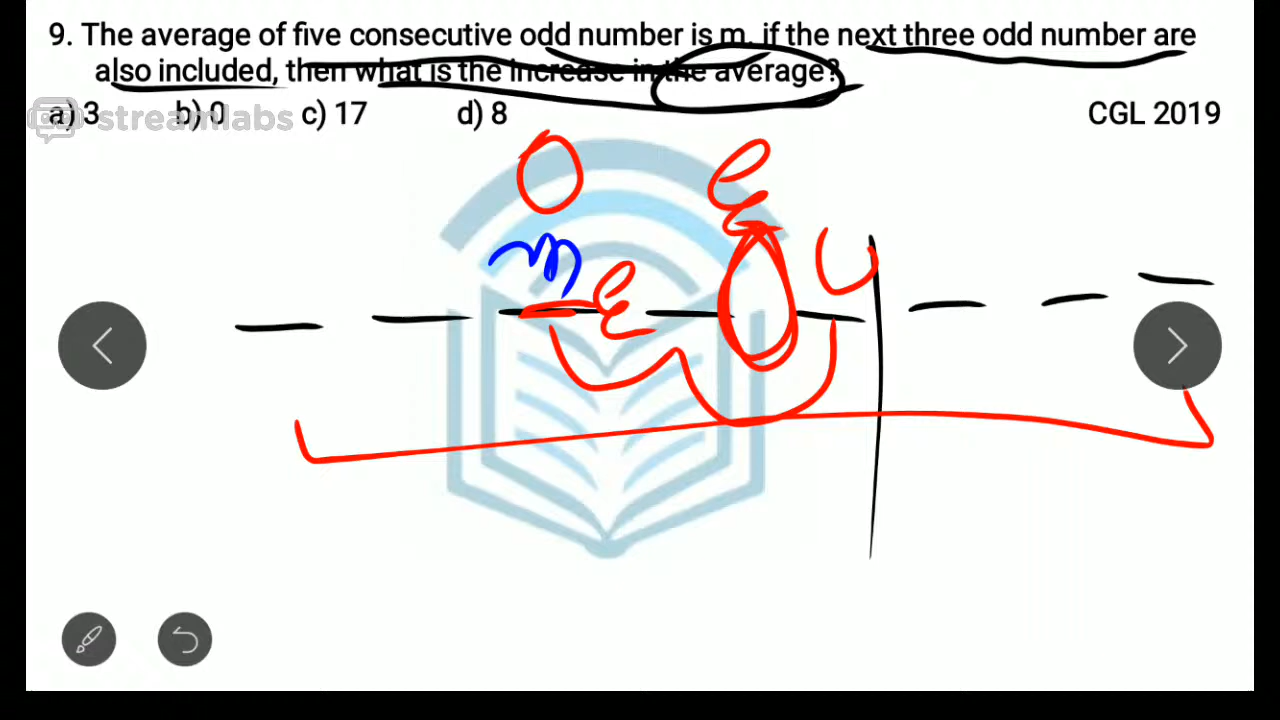 9. The average of five consecutive odd number is m. if the next three odd number are
also included, then what is the increase in the average?
a) 3 b) 0 c) 17 d) 8 CGL 2019
streamlabs
m